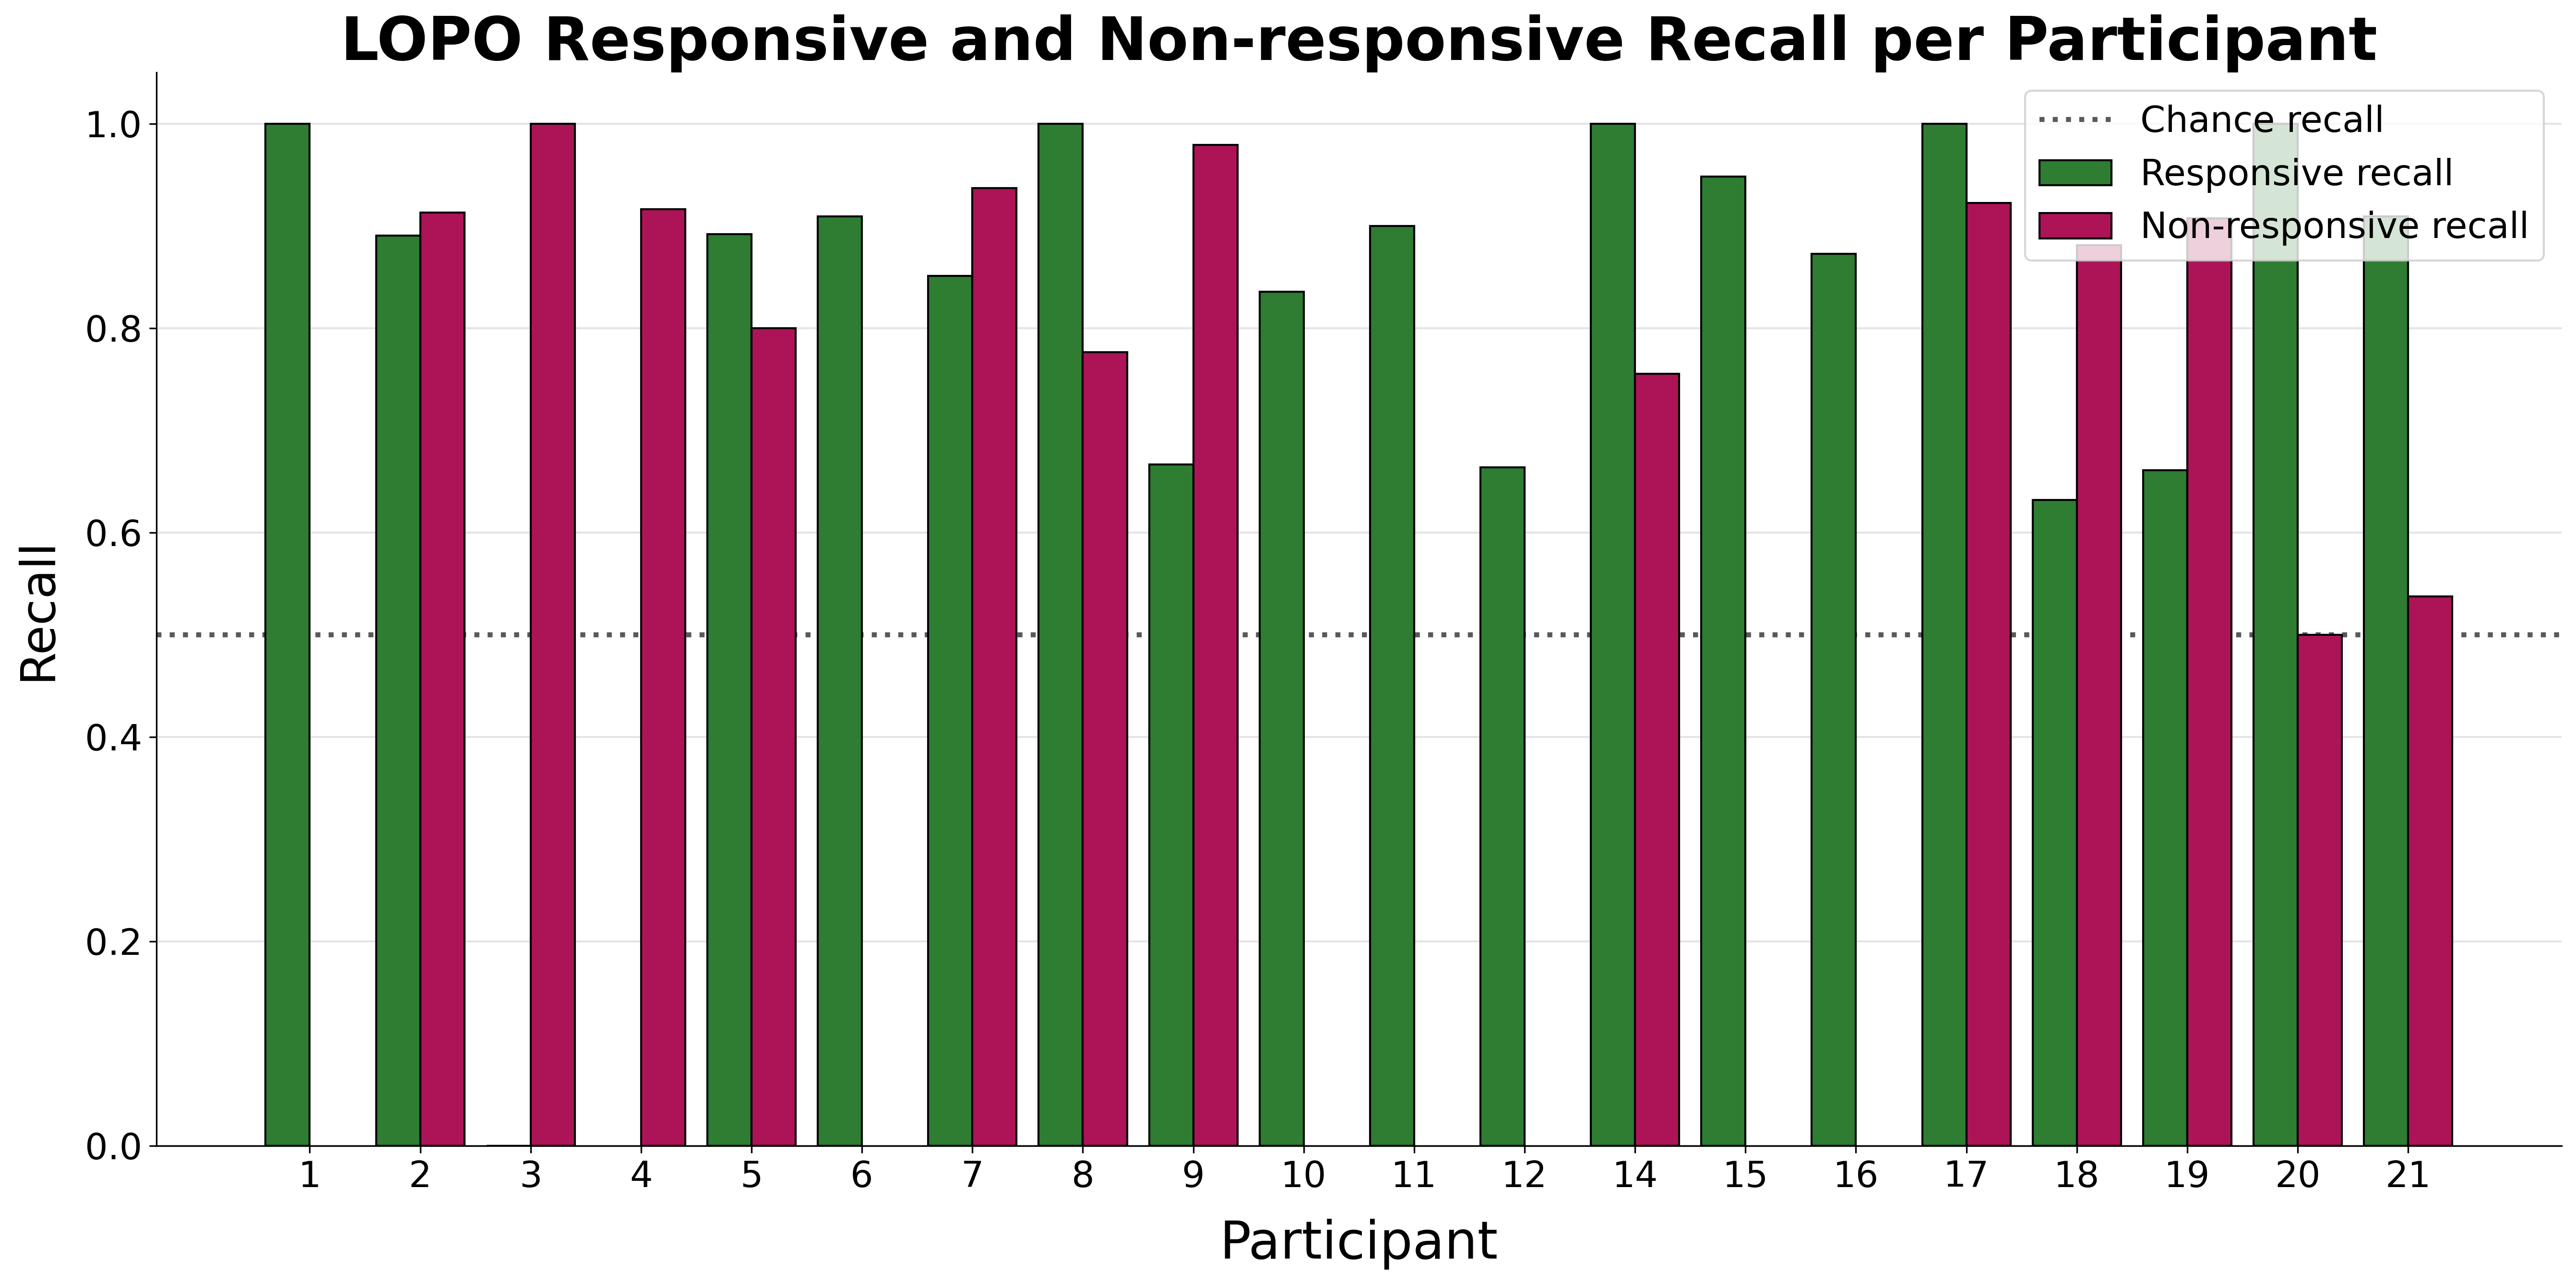 LOPO Responsive and Non-responsive Recall per Participant
Chance recall
Responsive recall
Non-responsive recall
1.0
0.8
0.6
0.4
0.2
0.0
Recall
1 2 3 4 5 6 7 8 9 10 11 12 14 15 16 17 18 19 20 21
Participant